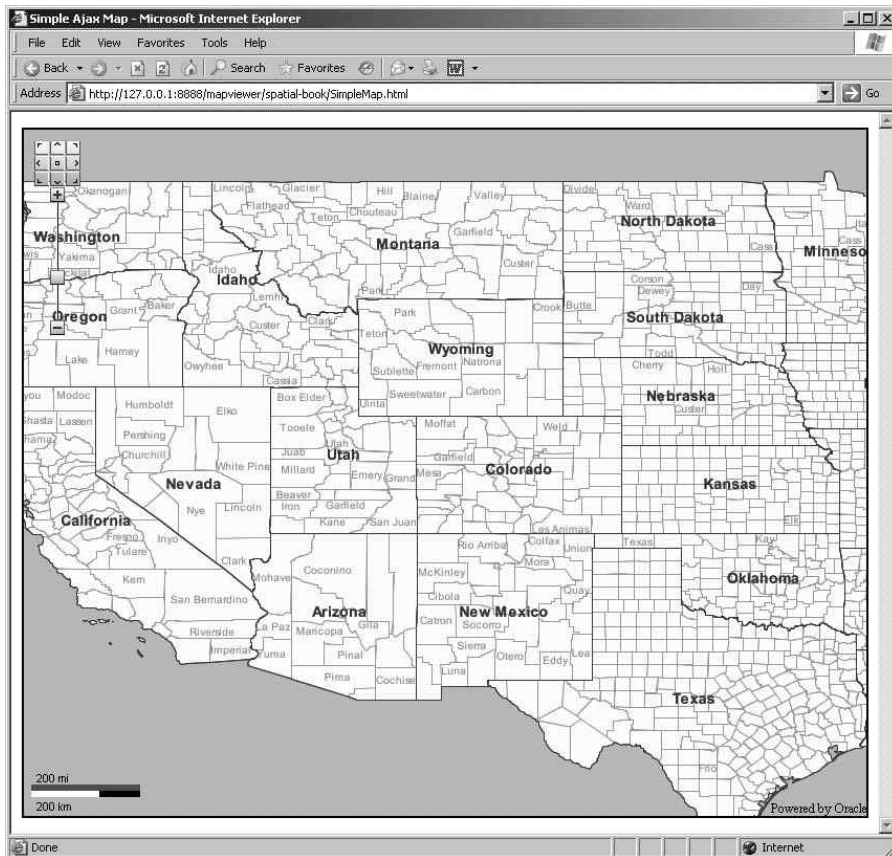 Simple Ajax Map - Microsoft Internet Explorer
File Edit View Favorites Tools Help
Back Search Favorites
Address http://127.0.0.1:8888/mapviewer/spatial-book/SimpleMap.html Go
Okanogan Lincoln Glacier Hill Blaine Valley Divide
Flathead Teton Chouteau Ward
Washington Montana Garfield North Dakota Cass Minneso
Yakima Idaho Custer Cass
Idaho Park Corson
Lemhi Dewey Day
Oregon Grant Baker Clark Park Crook Butte South Dakota
Custer Teton
Lake Harney Wyoming Todd
Owyhee Sublette Fremont Natrona Cherry Holt
Cassia Sweetwater Carbon Nebraska
Modoc Humboldt Elko Box Elder Uinta Custer
Lassen Tooele Moffat Weld
Pershing Utah
Churchill Juab Utah Garfield
White Pine Millard Emery Grand Mesa Colorado
Nevada Kansas
Nye Lincoln Beaver
Iron Garfield
California Kane San Juan Las Animas Elk
Fresno Inyo Rio Arriba Colfax Union Texas Kay
Tulare Clark Mora
Kern Mohave Coconino McKinley Oklahoma
San Bernardino Cibola Quay
Arizona New Mexico
Riverside La Paz Maricopa Gila Catron Socorro
Imperial Yuma Pinal Sierra Otero Eddy Lea
Pima Cochise Luna
Texas
Frio
200 mi
200 km
Powered by Oracle
Done Internet